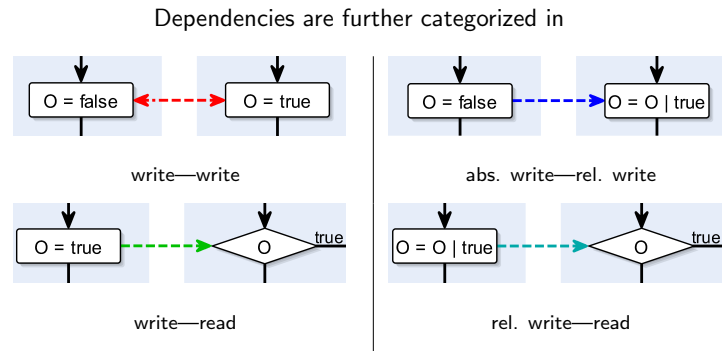 Dependencies are further categorized in
O = false
O = true
write—write
O = false
O = O | true
abs. write—rel. write
O = true
O
true
write—read
O = O | true
O
true
rel. write—read